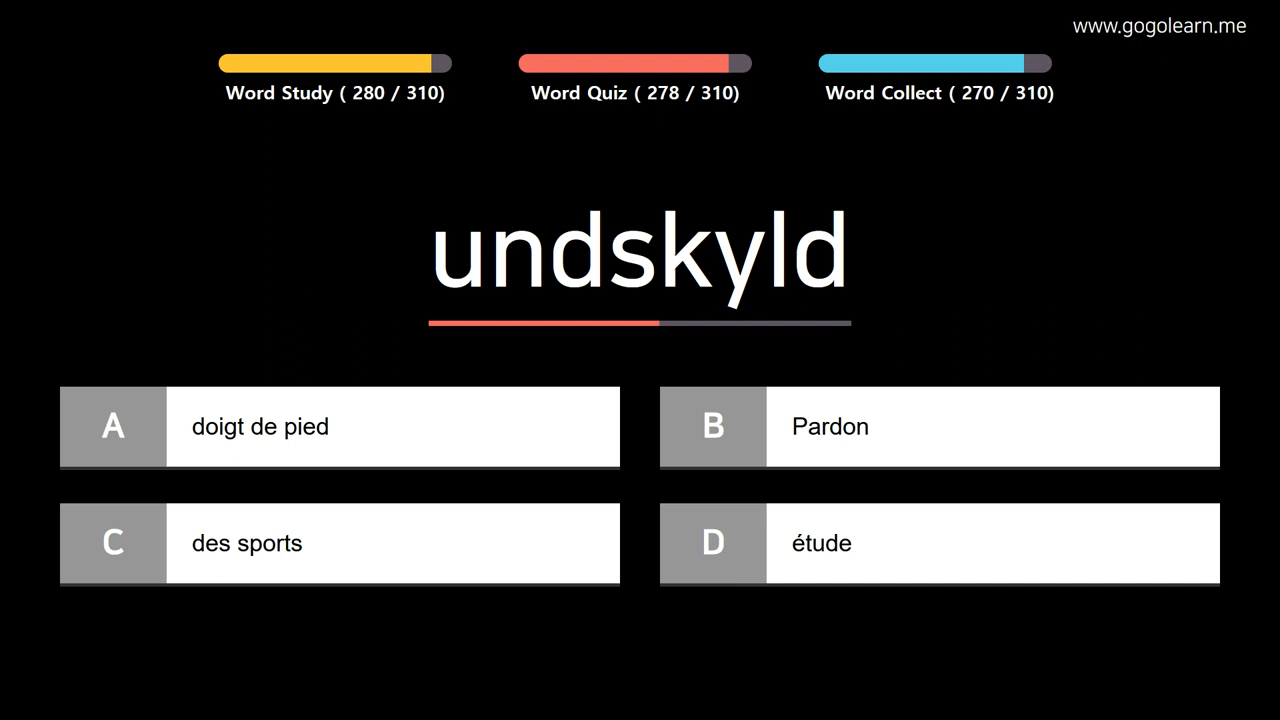 www.gogolearn.me
Word Study ( 280 / 310)
Word Quiz ( 278 / 310)
Word Collect ( 270 / 310)
undskyld
A doigt de pied
B Pardon
C des sports
D étude